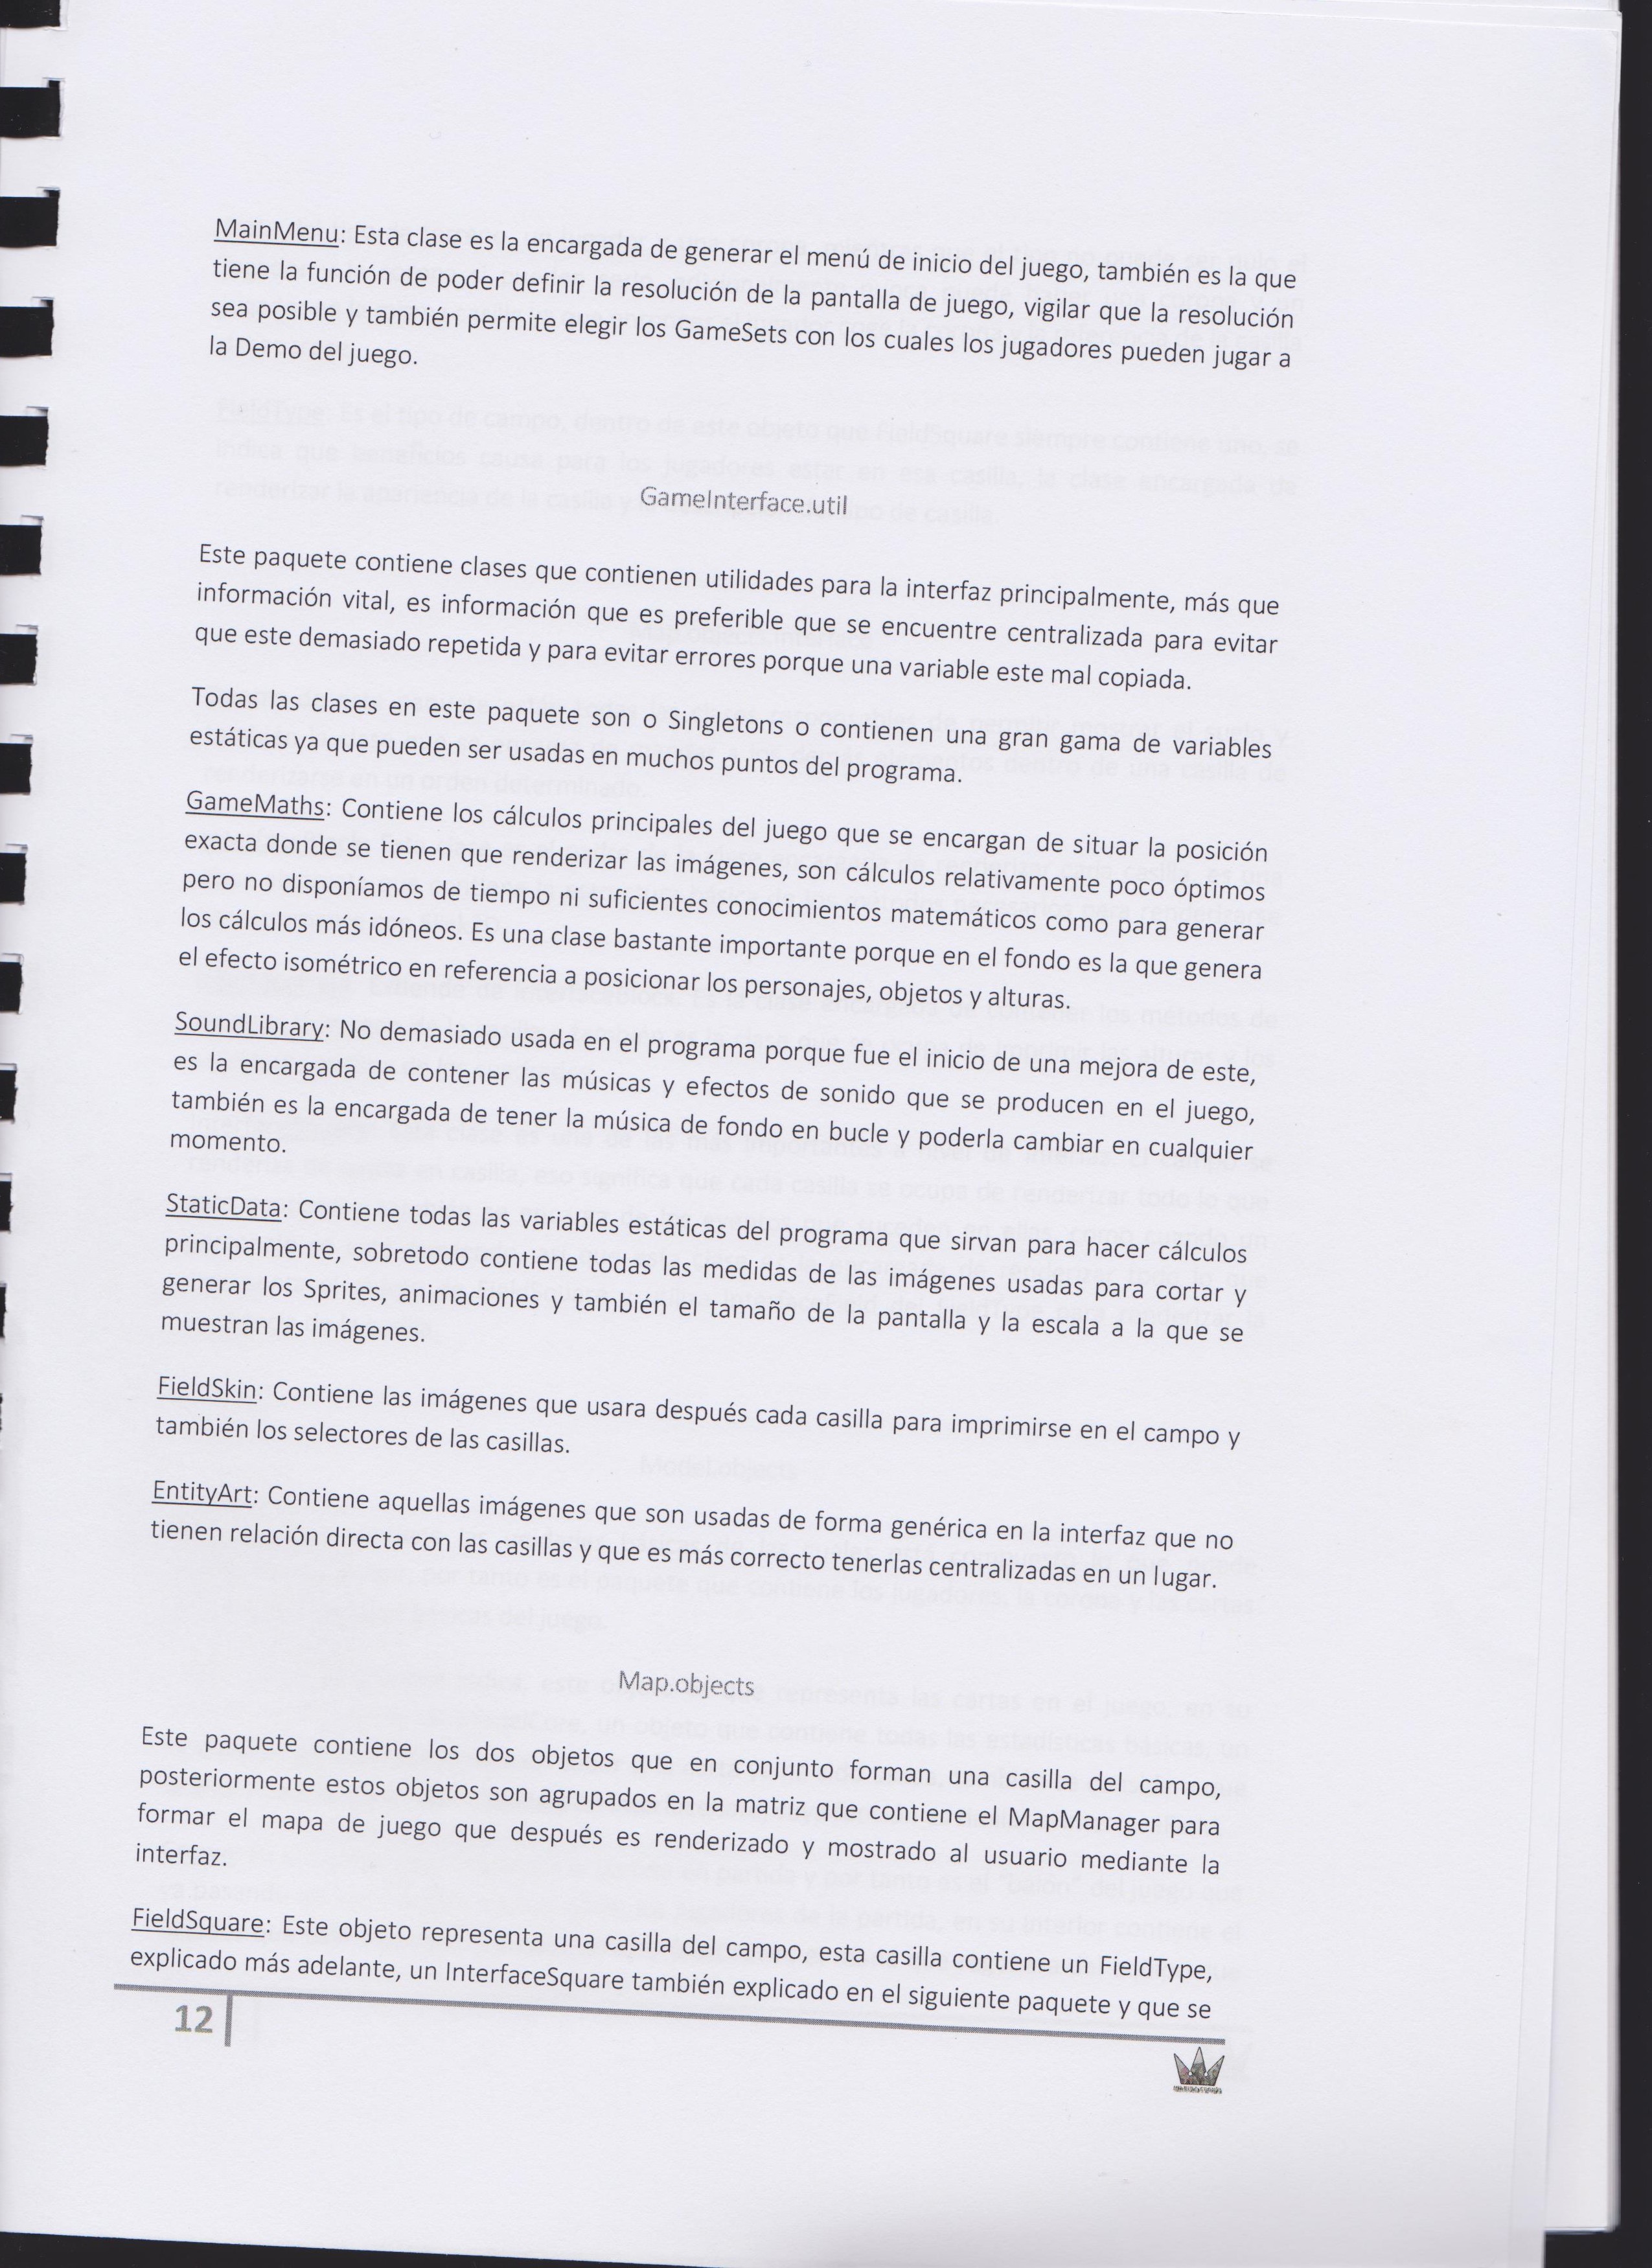 MainMenu: Esta clase es la encargada de generar el menú de inicio del juego, también es la que
tiene la función de poder definir la resolución de la pantalla de juego, vigilar que la resolución
sea posible y también permite elegir los GameSets con los cuales los jugadores pueden jugar a
la Demo del juego.
GameInterface.util
Este paquete contiene clases que contienen utilidades para la interfaz principalmente, más que
información vital, es información que es preferible que se encuentre centralizada para evitar
que este demasiado repetida y para evitar errores porque una variable este mal copiada.
Todas las clases en este paquete son o Singletons o contienen una gran gama de variables
estáticas ya que pueden ser usadas en muchos puntos del programa.
GameMaths: Contiene los cálculos principales del juego que se encargan de situar la posición
exacta donde se tienen que renderizar las imágenes, son cálculos relativamente poco óptimos
pero no disponíamos de tiempo ni suficientes conocimientos matemáticos como para generar
los cálculos más idóneos. Es una clase bastante importante porque en el fondo es la que genera
el efecto isométrico en referencia a posicionar los personajes, objetos y alturas.
SoundLibrary: No demasiado usada en el programa porque fue el inicio de una mejora de este,
es la encargada de contener las músicas y efectos de sonido que se producen en el juego,
también es la encargada de tener la música de fondo en bucle y poderla cambiar en cualquier
momento.
StaticData: Contiene todas las variables estáticas del programa que sirvan para hacer cálculos
principalmente, sobretodo contiene todas las medidas de las imágenes usadas para cortar y
generar los Sprites, animaciones y también el tamaño de la pantalla y la escala a la que se
muestran las imágenes.
FieldSkin: Contiene las imágenes que usara después cada casilla para imprimirse en el campo y
también los selectores de las casillas.
EntityArt: Contiene aquellas imágenes que son usadas de forma genérica en la interfaz que no
tienen relación directa con las casillas y que es más correcto tenerlas centralizadas en un lugar.
Map.objects
Este paquete contiene los dos objetos que en conjunto forman una casilla del campo,
posteriormente estos objetos son agrupados en la matriz que contiene el MapManager para
formar el mapa de juego que después es renderizado y mostrado al usuario mediante la
interfaz.
FieldSquare: Este objeto representa una casilla del campo, esta casilla contiene un FieldType,
explicado más adelante, un InterfaceSquare también explicado en el siguiente paquete y que se
12